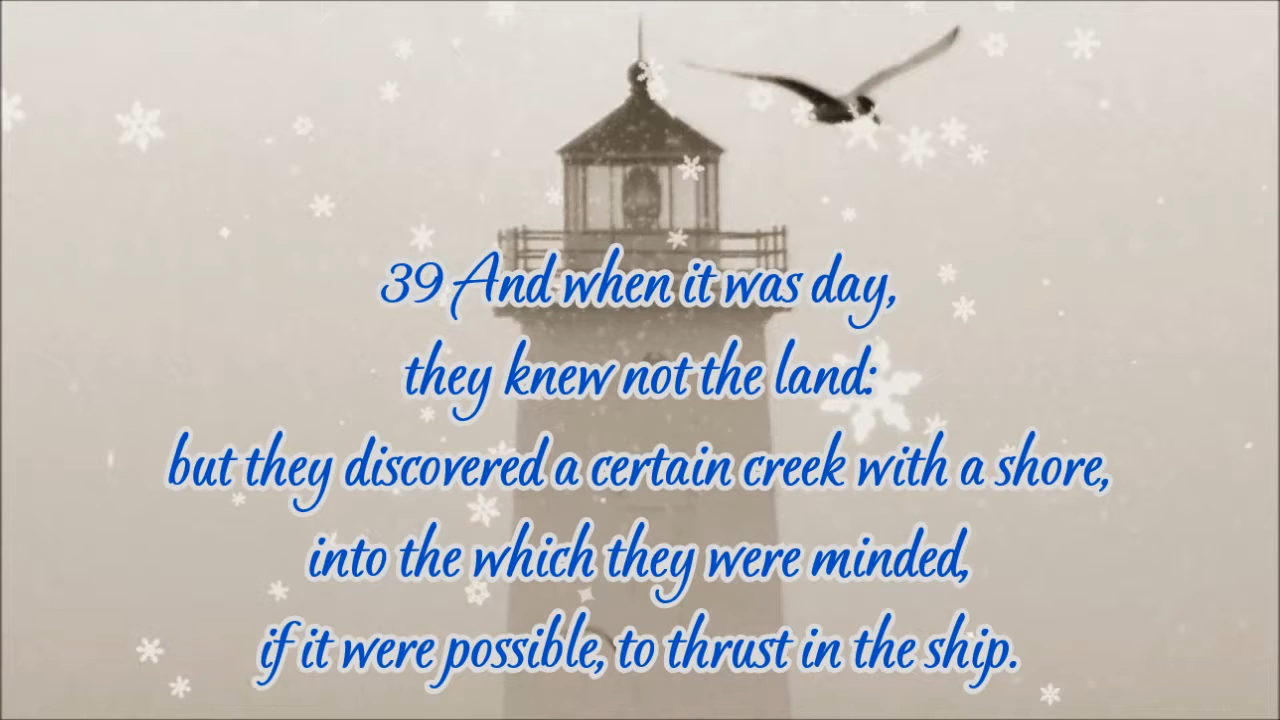 39 And when it was day,
they knew not the land:
but they discovered a certain creek with a shore,
into the which they were minded,
if it were possible, to thrust in the ship.